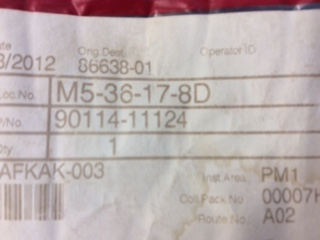 ate Orig.Dest. Operator ID
3/2012 86638-01
Loc.No. M5-36-17-8D
P/No. 90114-11124
Qty. 1
AFKAK-003 Inst Area PM1
Coll Pack No 00007H
Route No A02